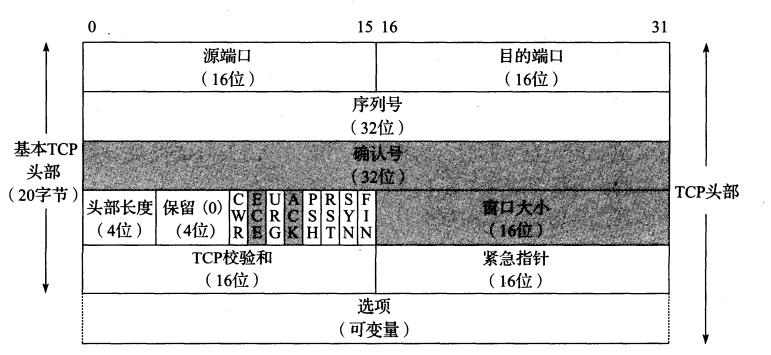 0 15 16 31
源端口 目的端口
（16位） （16位）
序列号
（32位）
确认号
（32位）
基本TCP
头部
（20字节）
TCP头部
头部长度 保留（0） CWR ECE URG ACK PSH RST SYN FIN 窗口大小
（4位） （4位） （16位）
TCP校验和 紧急指针
（16位） （16位）
选项
（可变量）